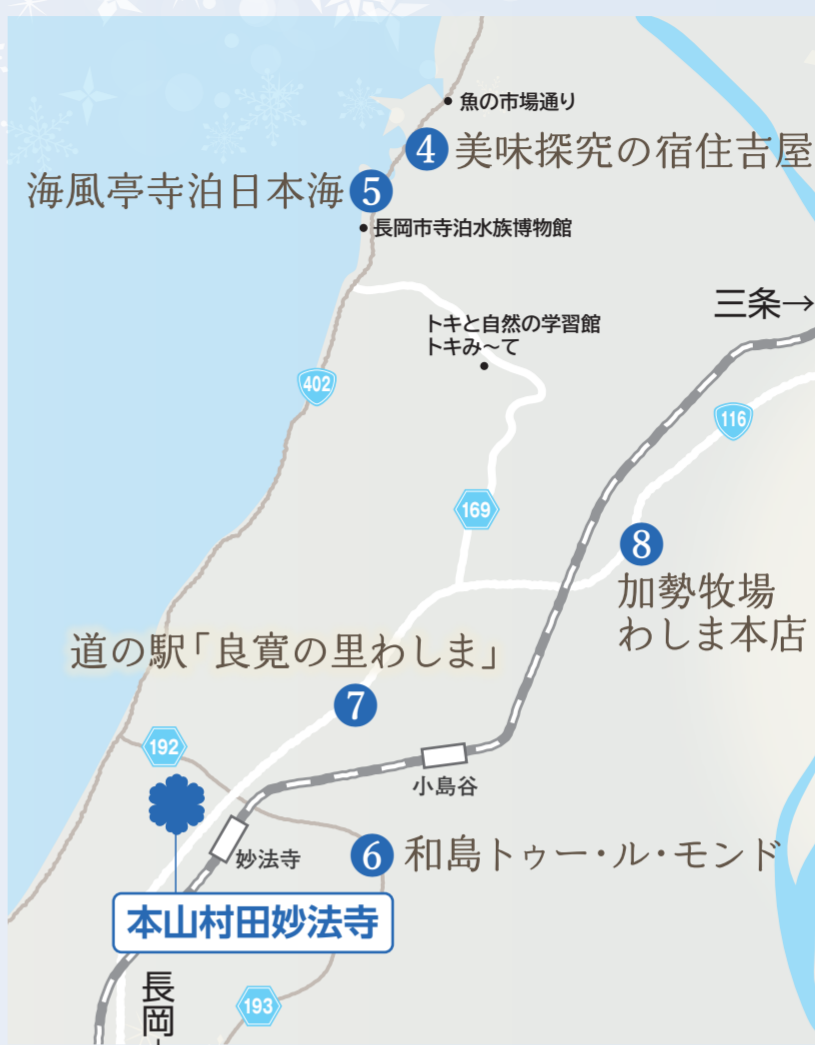 魚の市場通り
4 美味探究の宿住吉屋
海風亭寺泊日本海 5
長岡市寺泊水族博物館
三条→
トキと自然の学習館
トキみ～て
402
116
169
8
加勢牧場
わしま本店
道の駅「良寛の里わしま」
7
192
小島谷
妙法寺
6 和島トゥー・ル・モンド
本山村田妙法寺
長岡
193